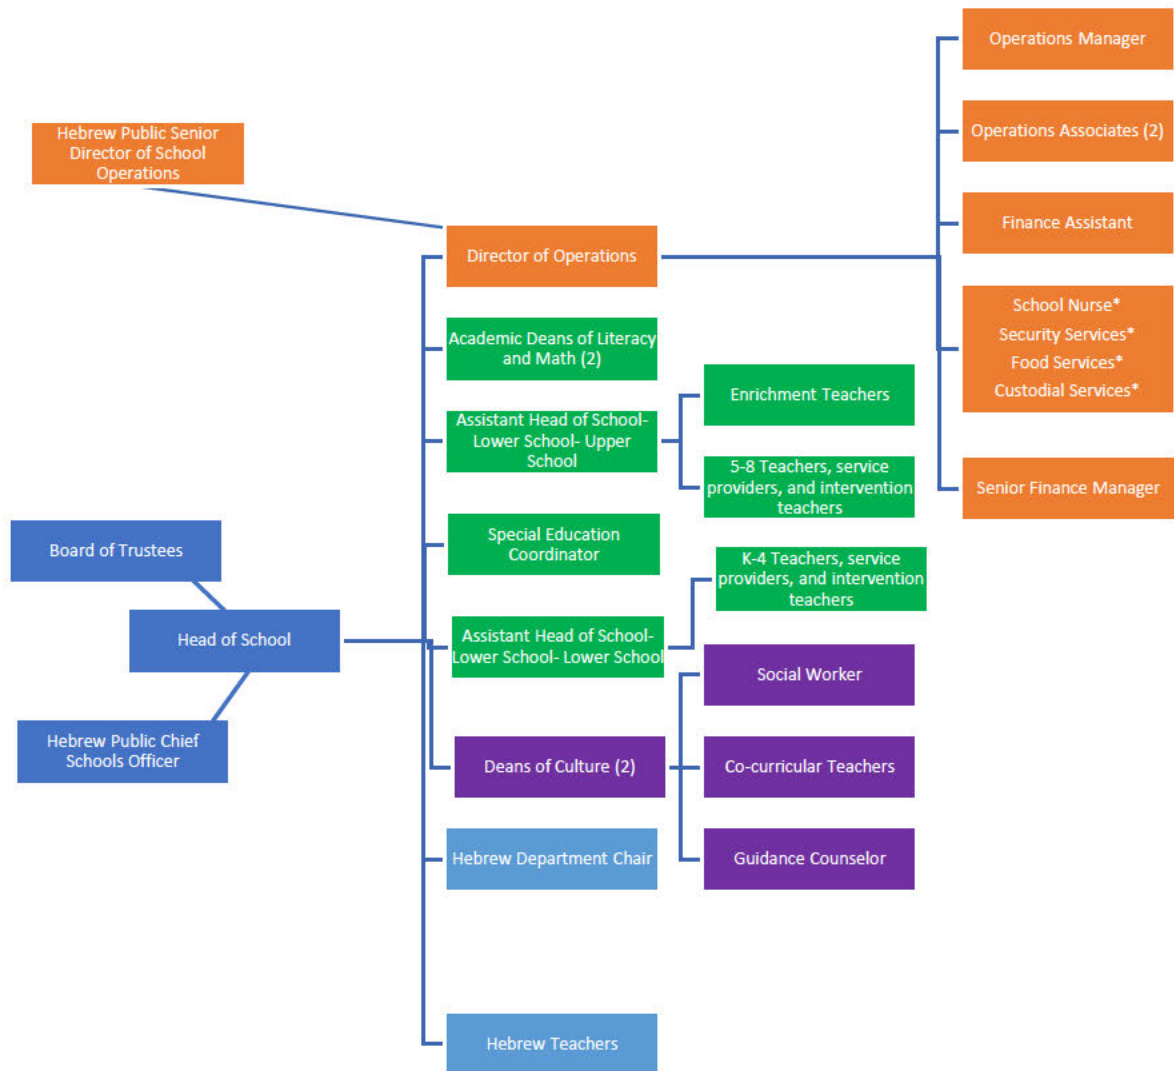 Operations Manager
Operations Associates (2)
Hebrew Public Senior
Director of School
Operations
Finance Assistant
Director of Operations
School Nurse*
Security Services*
Food Services*
Custodial Services*
Academic Deans of Literacy
and Math (2)
Enrichment Teachers
Assistant Head of School-
Lower School- Upper
School
5-8 Teachers, service
providers, and intervention
teachers
Senior Finance Manager
Board of Trustees
Special Education
Coordinator
K-4 Teachers, service
providers, and intervention
teachers
Head of School
Assistant Head of School-
Lower School- Lower School
Social Worker
Hebrew Public Chief
Schools Officer
Deans of Culture (2)
Co-curricular Teachers
Hebrew Department Chair
Guidance Counselor
Hebrew Teachers